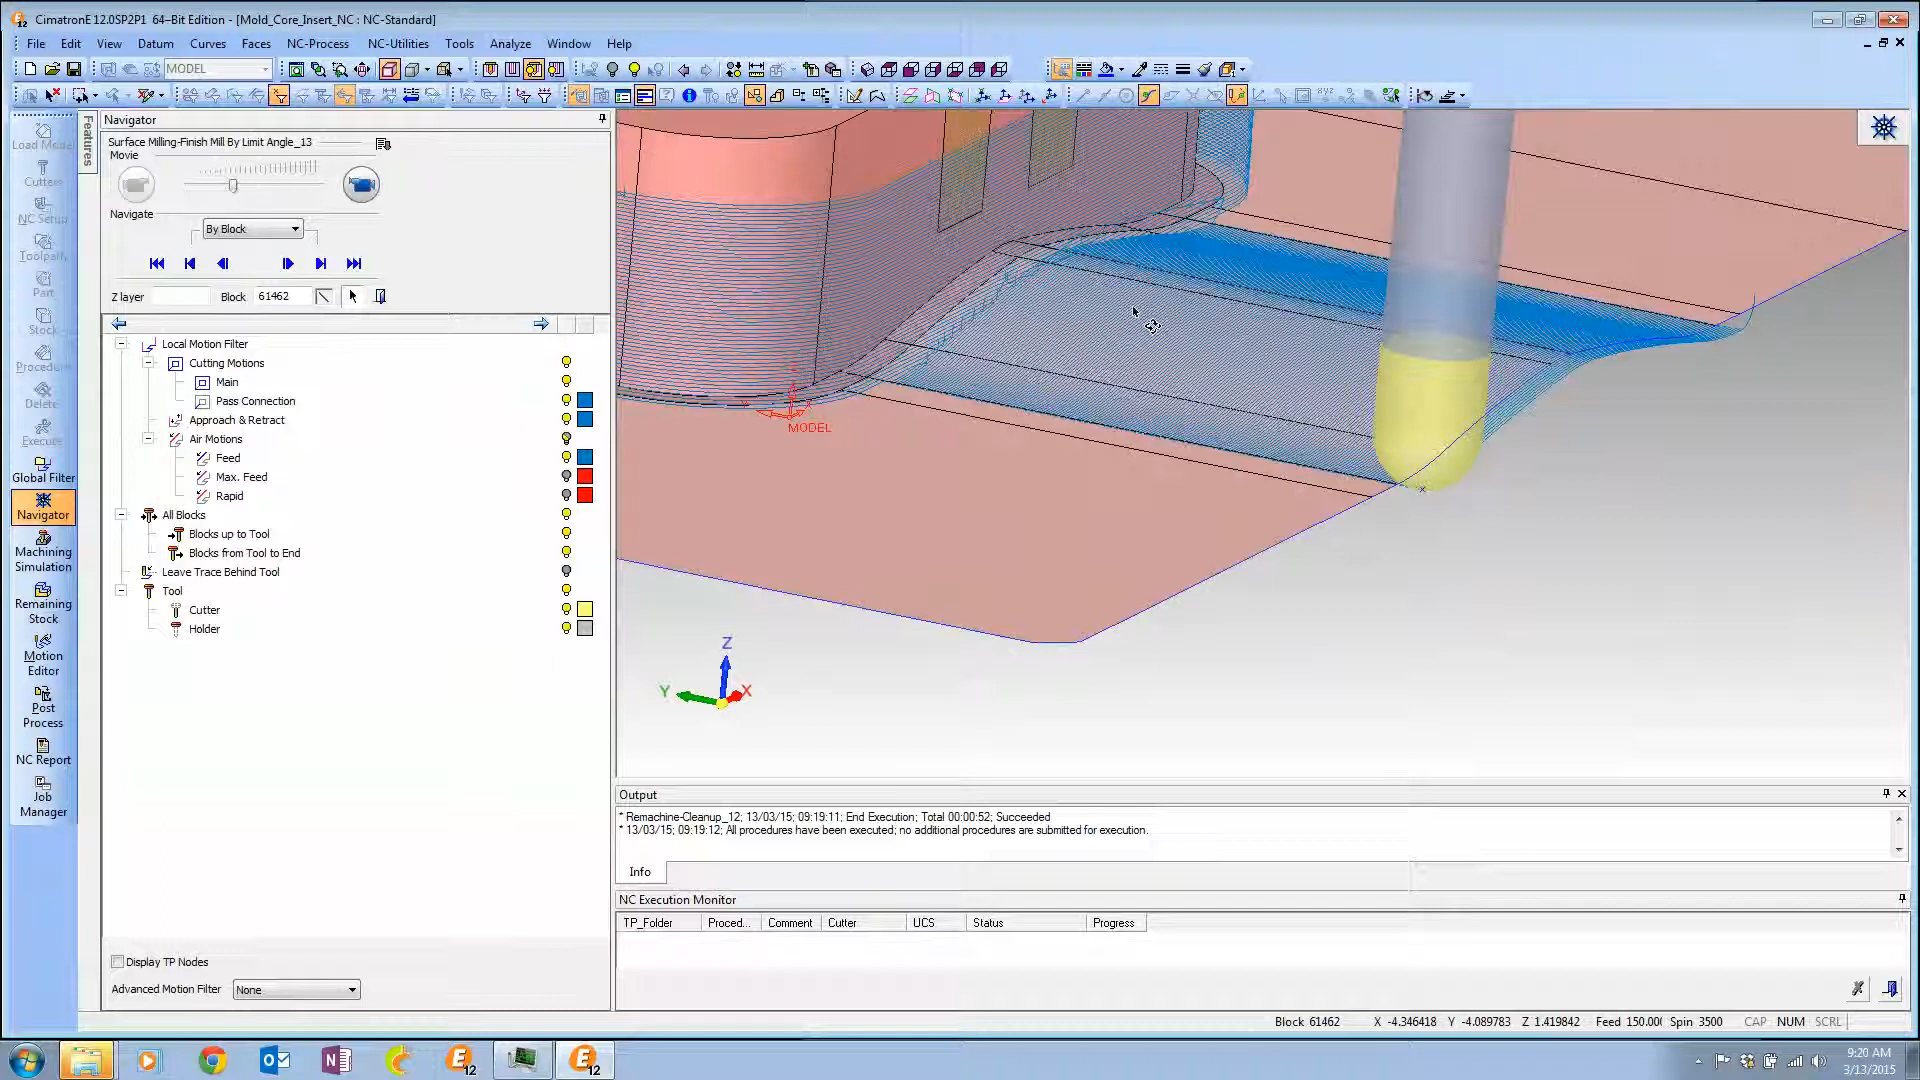 CimatronE 12.0SP2P1  64-Bit Edition - [Mold_Core_Insert_NC : NC-Standard]
File Edit View Datum Curves Faces NC-Process NC-Utilities Tools Analyze Window Help
MODEL
Features
Navigator
Surface Milling-Finish Mill By Limit Angle_13
Movie
Navigate
By Block
Z layer
Block 61462
Local Motion Filter
Cutting Motions
Main
Pass Connection
Approach & Retract
Air Motions
Feed
Max. Feed
Rapid
All Blocks
Blocks up to Tool
Blocks from Tool to End
Leave Trace Behind Tool
Tool
Cutter
Holder
Display TP Nodes
Advanced Motion Filter None
Cutters
NC Setup
Toolpath
Part
Stock
Delete
Execute
Global Filter
Navigator
Machining
Simulation
Remaining
Stock
Motion
Editor
Post
Process
NC Report
Job
Manager
MODEL
Z
Y
X
Output
* Remachine-Cleanup_12; 13/03/15; 09:19:11; End Execution; Total 00:00:52; Succeeded
* 13/03/15; 09:19:12; All procedures have been executed; no additional procedures are submitted for execution.
Info
NC Execution Monitor
TP_Folder Proced... Comment Cutter UCS Status Progress
Block 61462 X -4.346418 Y -4.089783 Z 1.419842 Feed 150.00 Spin 3500 CAP NUM SCRL
12
12
9:20 AM
3/13/2015